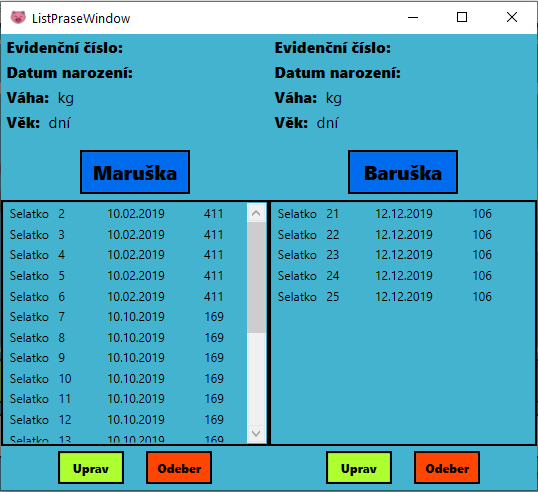 ListPraseWindow
Evidenční číslo:
Datum narození:
Váha: kg
Věk: dní
Maruška
Selatko 2 10.02.2019 411
Selatko 3 10.02.2019 411
Selatko 4 10.02.2019 411
Selatko 5 10.02.2019 411
Selatko 6 10.02.2019 411
Selatko 7 10.10.2019 169
Selatko 8 10.10.2019 169
Selatko 9 10.10.2019 169
Selatko 10 10.10.2019 169
Selatko 11 10.10.2019 169
Selatko 12 10.10.2019 169
Selatko 13 10.10.2019 169
Uprav Odeber
Evidenční číslo:
Datum narození:
Váha: kg
Věk: dní
Baruška
Selatko 21 12.12.2019 106
Selatko 22 12.12.2019 106
Selatko 23 12.12.2019 106
Selatko 24 12.12.2019 106
Selatko 25 12.12.2019 106
Uprav Odeber